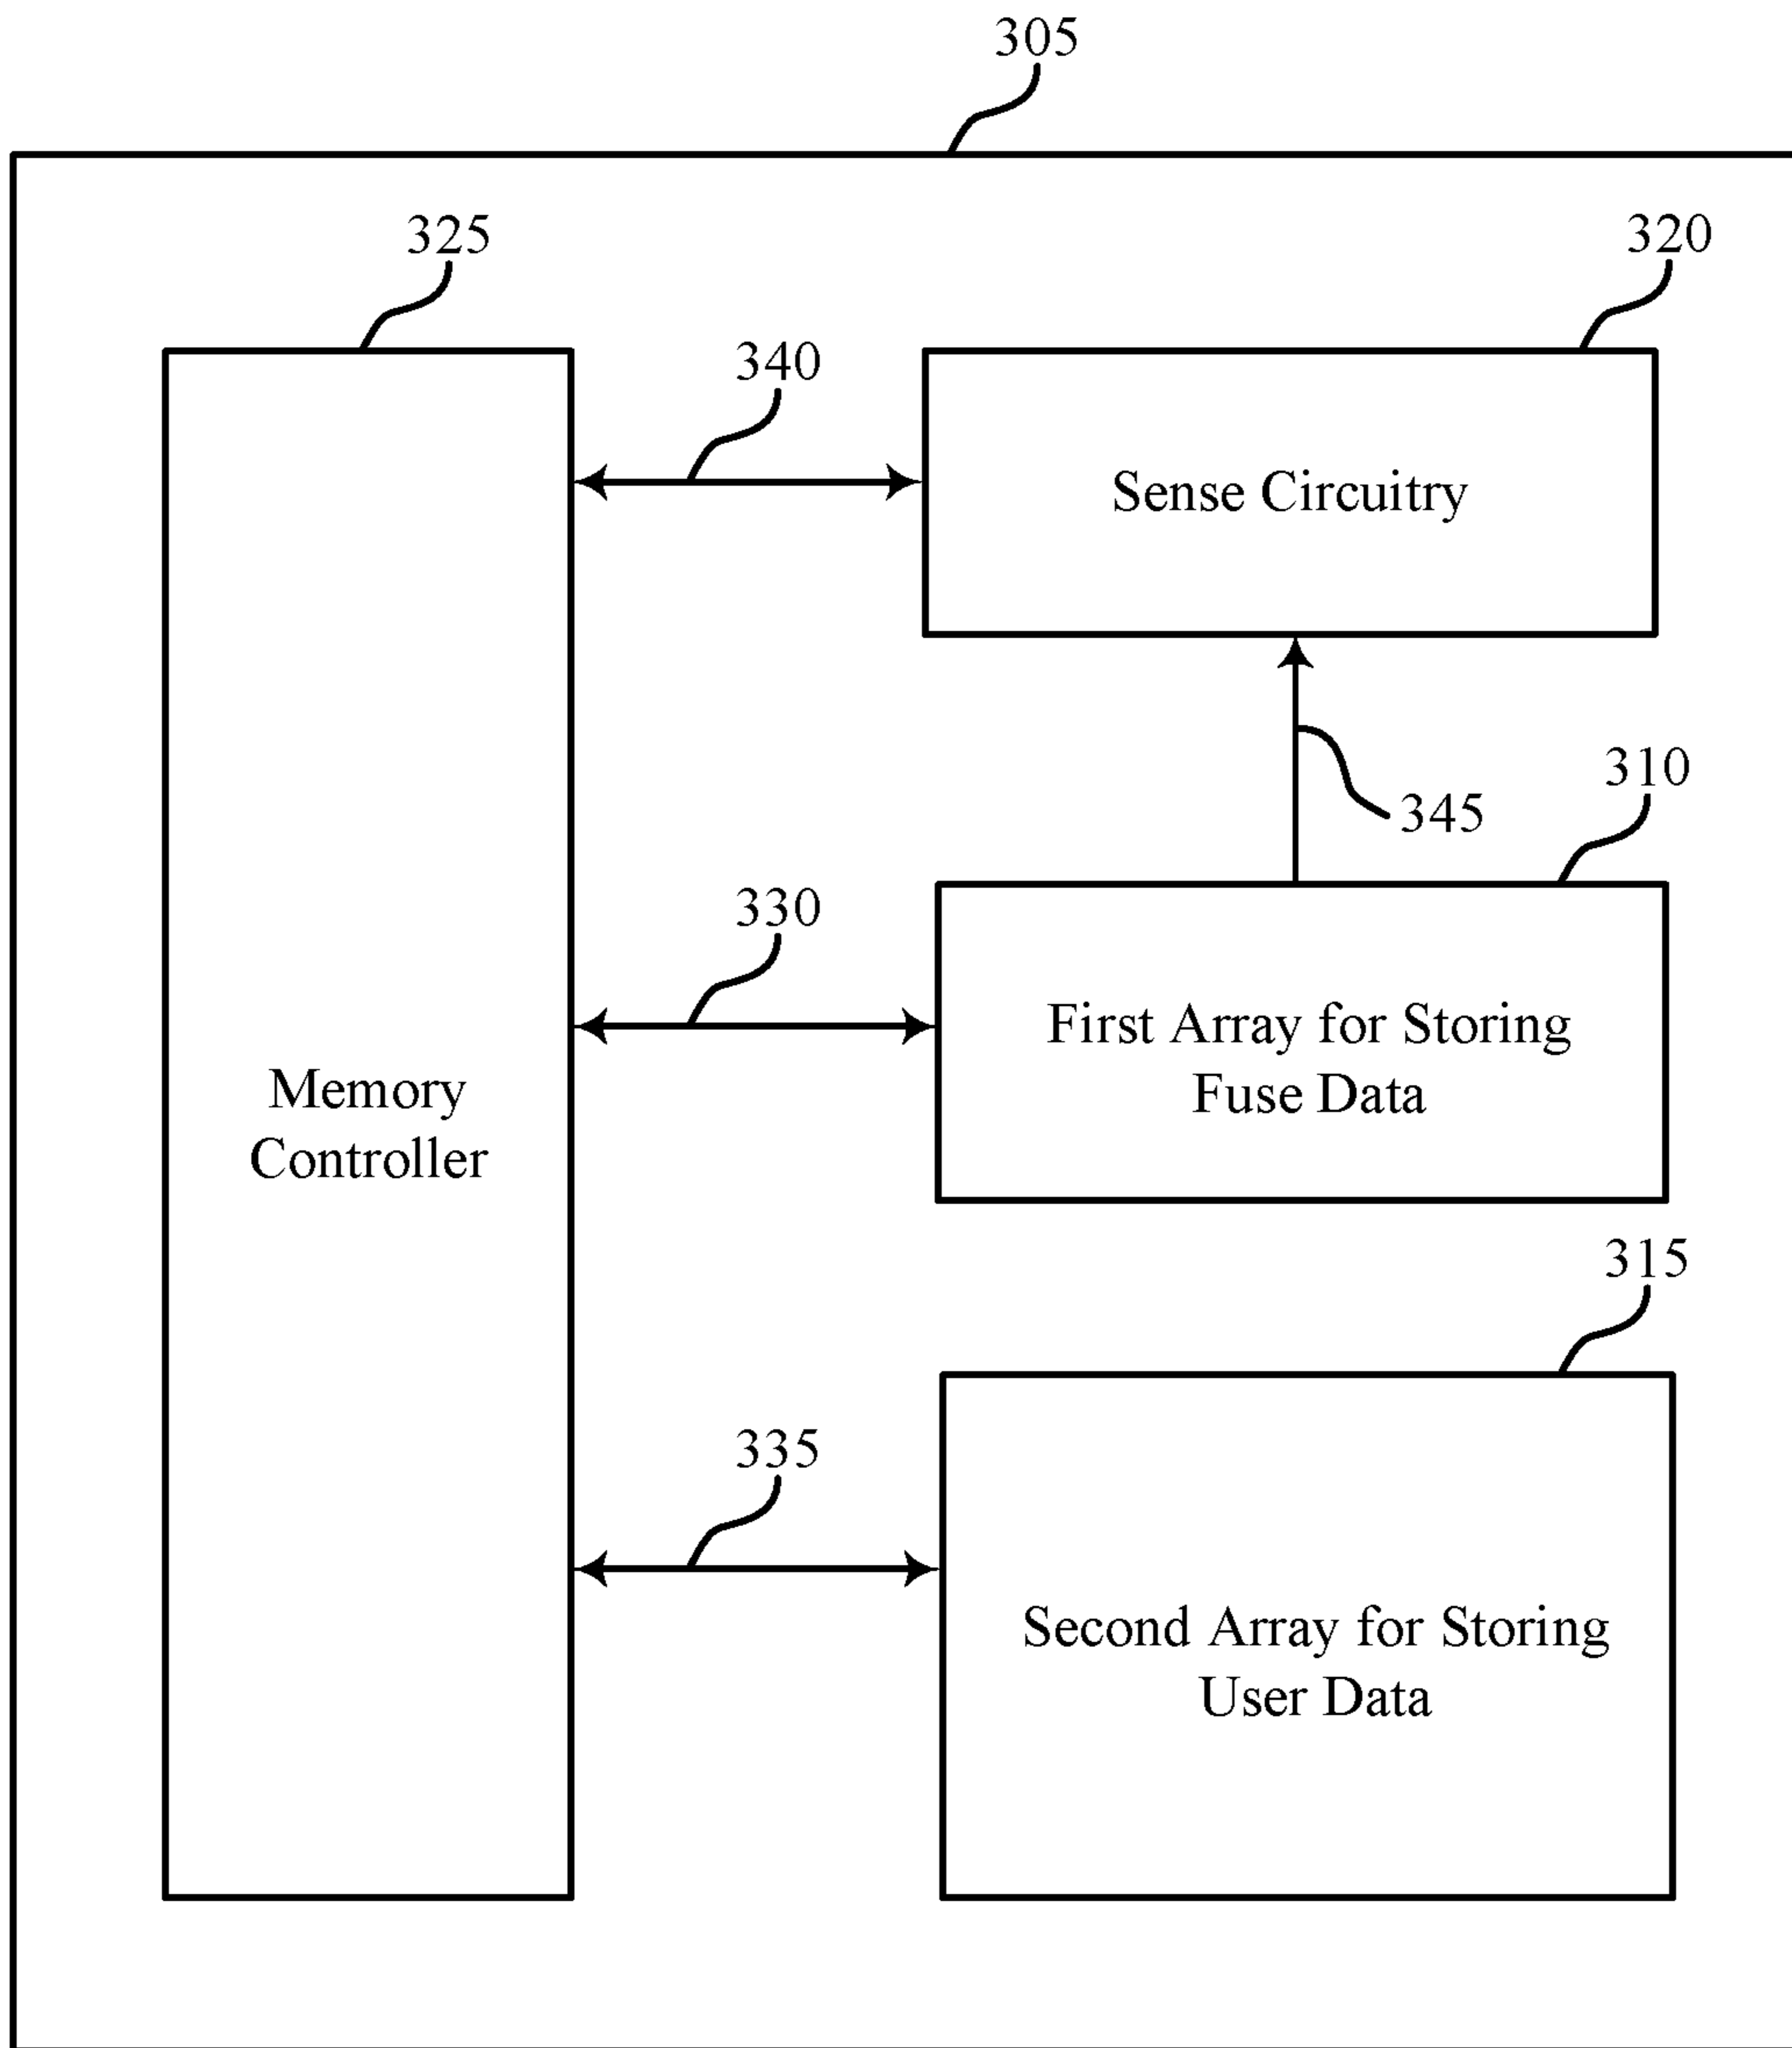 305
325
320
340
Sense Circuitry
310
345
330
First Array for Storing
Fuse Data
Memory
Controller
315
335
Second Array for Storing
User Data